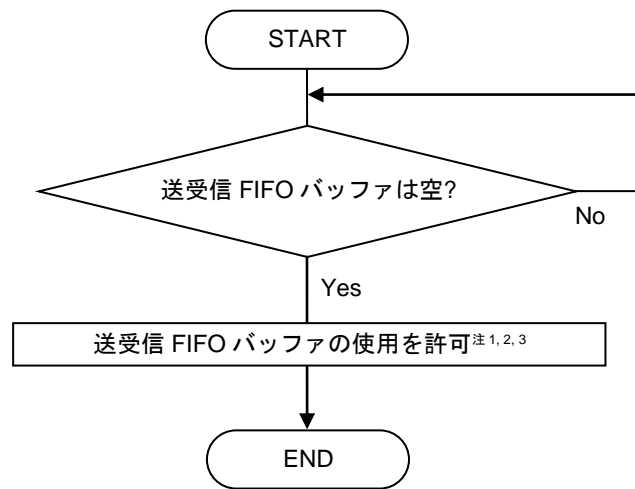 START
送受信 FIFO バッファは空?
No
Yes
送受信 FIFO バッファの使用を許可注 1, 2, 3
END